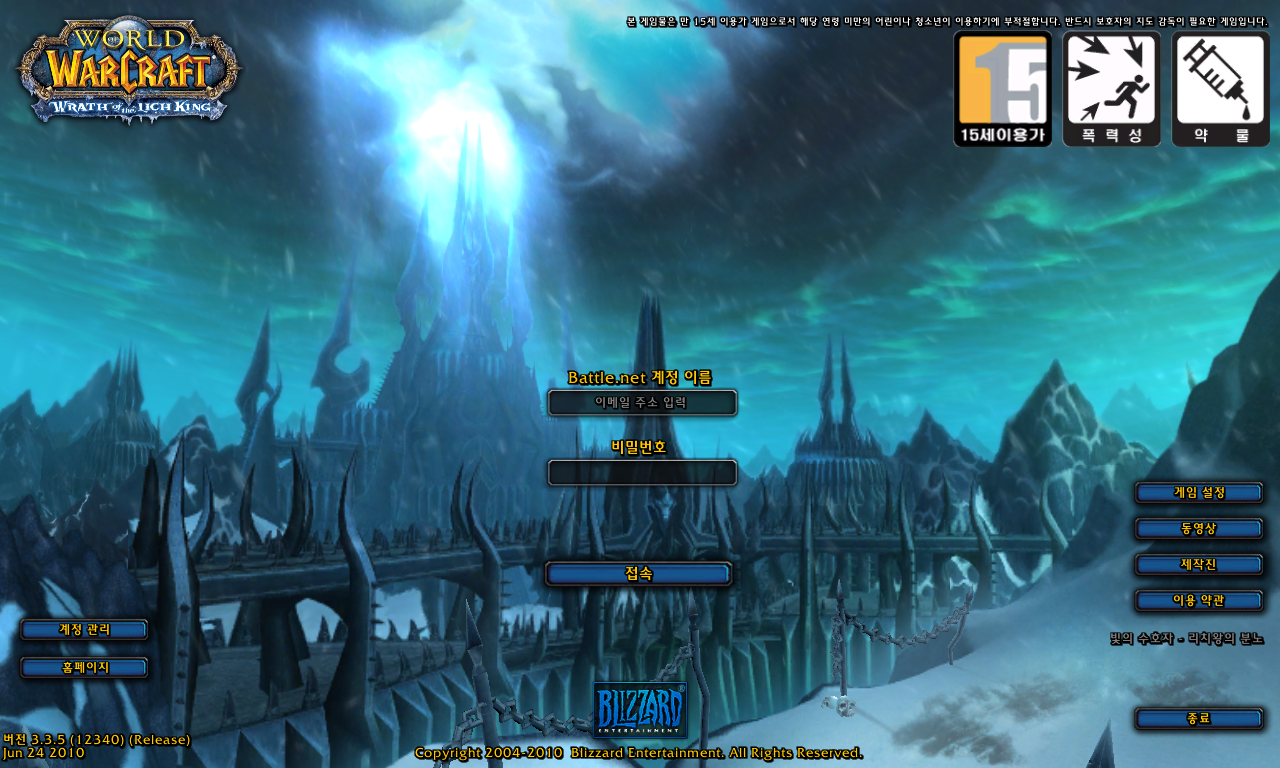 본 게임물은 만 15세 이용가 게임으로서 해당 연령 미만의 어린이나 청소년이 이용하기에 부적절합니다. 반드시 보호자의 지도 감독이 필요한 게임입니다.
WORLD
OF
WARCRAFT
WRATH of the LICH KING
15
15세이용가
폭력성
약물
Battle.net 계정 이름
이메일 주소 입력
비밀번호
접속
게임 설정
동영상
제작진
이용 약관
빛의 수호자 - 리치왕의 분노
종료
계정 관리
홈페이지
버전 3.3.5 (12340) (Release)
Jun 24 2010
BLIZZARD®
ENTERTAINMENT
Copyright 2004-2010 Blizzard Entertainment. All Rights Reserved.